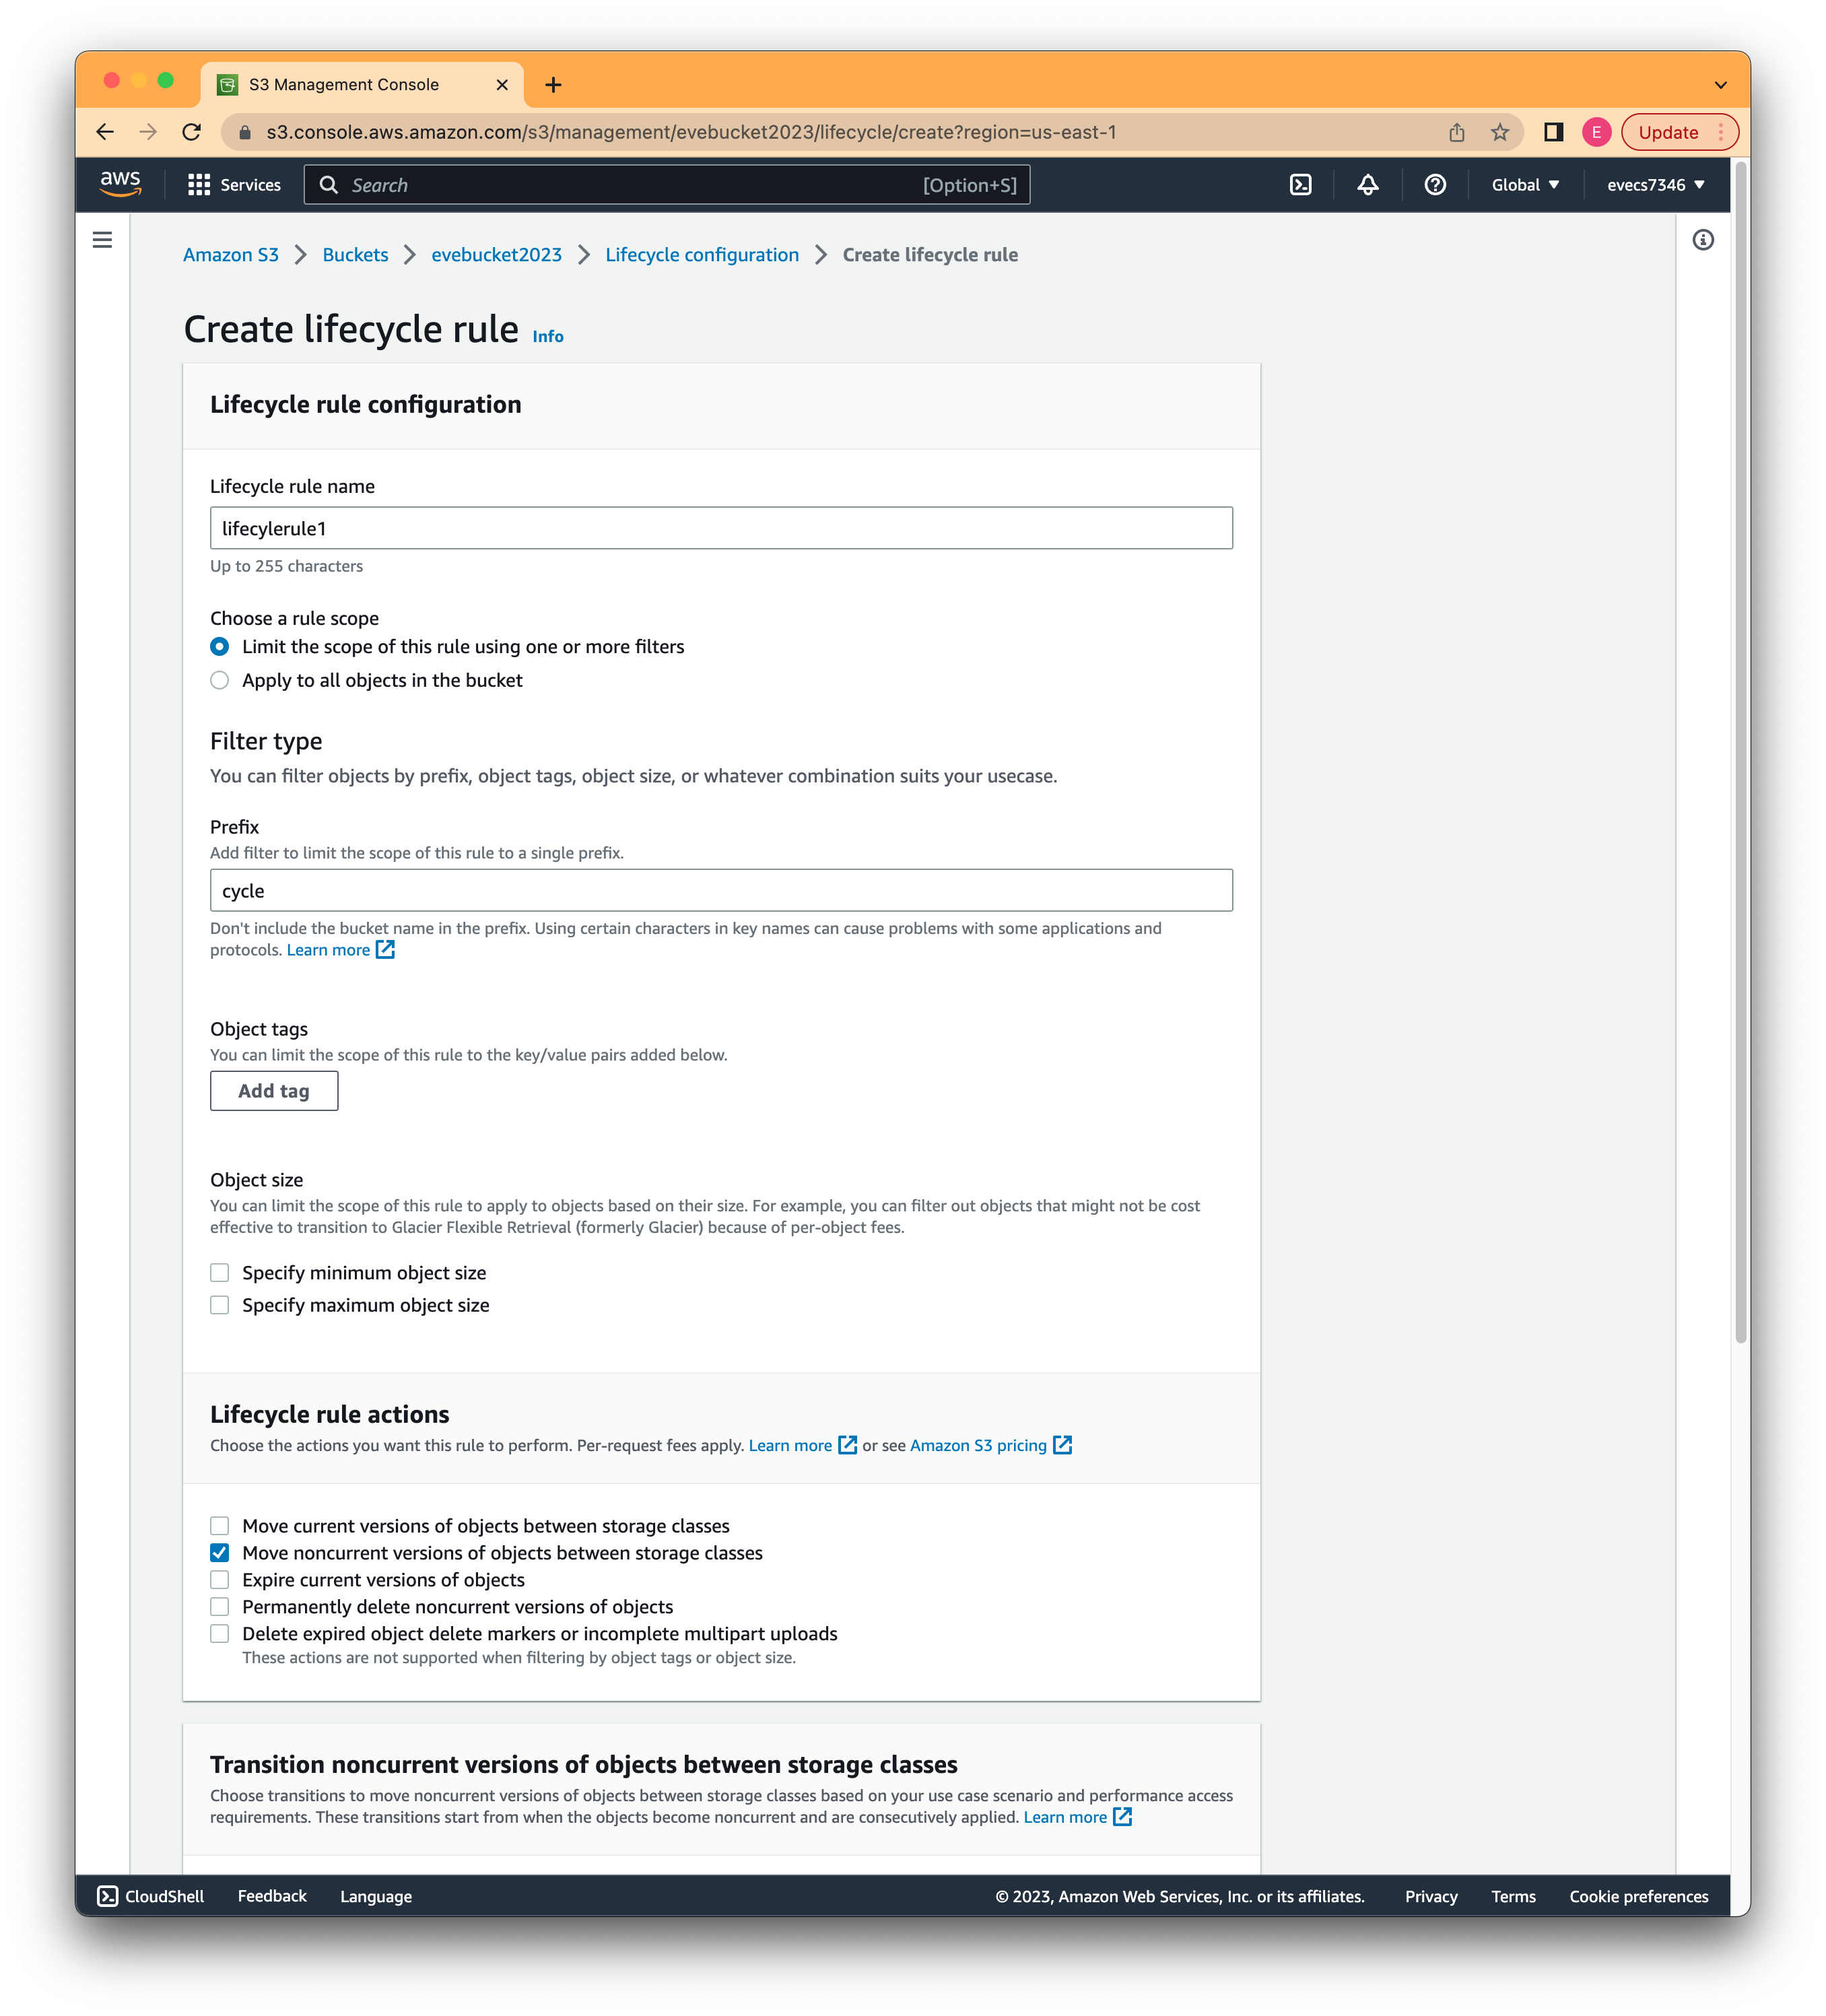 S3 Management Console
s3.console.aws.amazon.com/s3/management/evebucket2023/lifecycle/create?region=us-east-1
E
Update
aws
Services
Search
[Option+S]
Global
evecs7346
Amazon S3
Buckets
evebucket2023
Lifecycle configuration
Create lifecycle rule
Create lifecycle rule Info
Lifecycle rule configuration
Lifecycle rule name
lifecylerule1
Up to 255 characters
Choose a rule scope
Limit the scope of this rule using one or more filters
Apply to all objects in the bucket
Filter type
You can filter objects by prefix, object tags, object size, or whatever combination suits your usecase.
Prefix
Add filter to limit the scope of this rule to a single prefix.
cycle
Don't include the bucket name in the prefix. Using certain characters in key names can cause problems with some applications and
protocols. Learn more
Object tags
You can limit the scope of this rule to the key/value pairs added below.
Add tag
Object size
You can limit the scope of this rule to apply to objects based on their size. For example, you can filter out objects that might not be cost
effective to transition to Glacier Flexible Retrieval (formerly Glacier) because of per-object fees.
Specify minimum object size
Specify maximum object size
Lifecycle rule actions
Choose the actions you want this rule to perform. Per-request fees apply. Learn more or see Amazon S3 pricing
Move current versions of objects between storage classes
Move noncurrent versions of objects between storage classes
Expire current versions of objects
Permanently delete noncurrent versions of objects
Delete expired object delete markers or incomplete multipart uploads
These actions are not supported when filtering by object tags or object size.
Transition noncurrent versions of objects between storage classes
Choose transitions to move noncurrent versions of objects between storage classes based on your use case scenario and performance access
requirements. These transitions start from when the objects become noncurrent and are consecutively applied. Learn more
CloudShell
Feedback
Language
© 2023, Amazon Web Services, Inc. or its affiliates.
Privacy
Terms
Cookie preferences